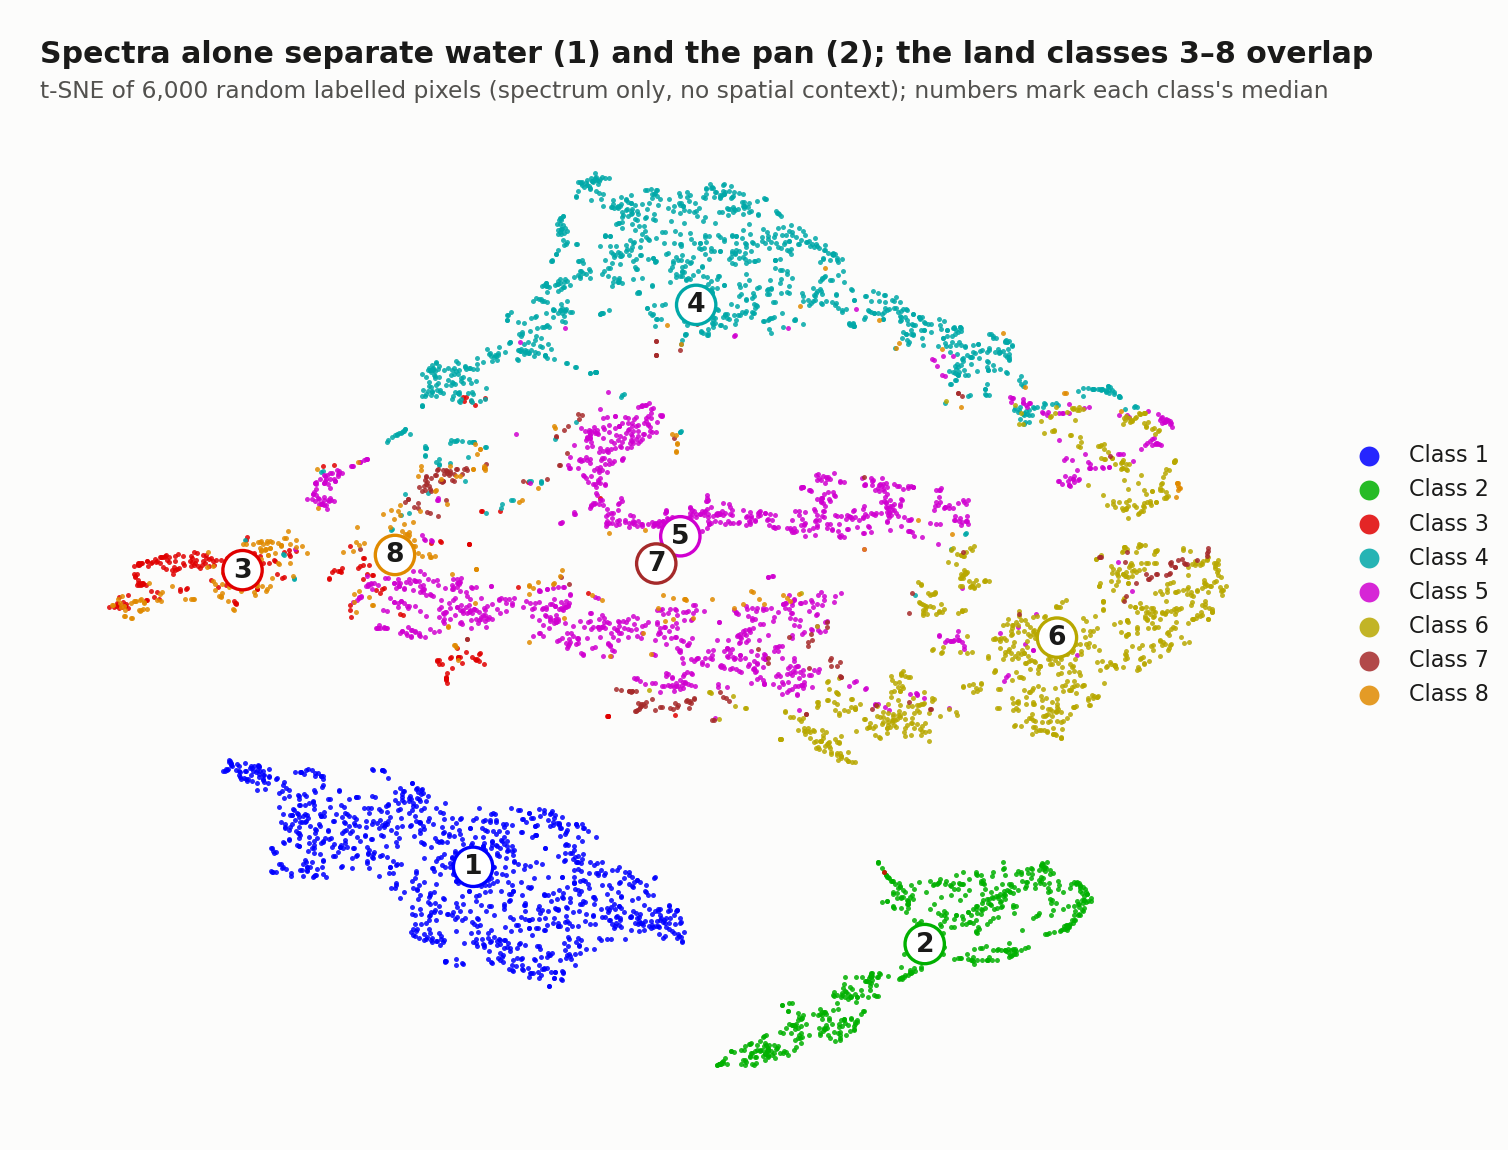 Spectra alone separate water (1) and the pan (2); the land classes 3–8 overlap
t-SNE of 6,000 random labelled pixels (spectrum only, no spatial context); numbers mark each class's median
4
5
7
8
3
6
1
2
Class 1
Class 2
Class 3
Class 4
Class 5
Class 6
Class 7
Class 8